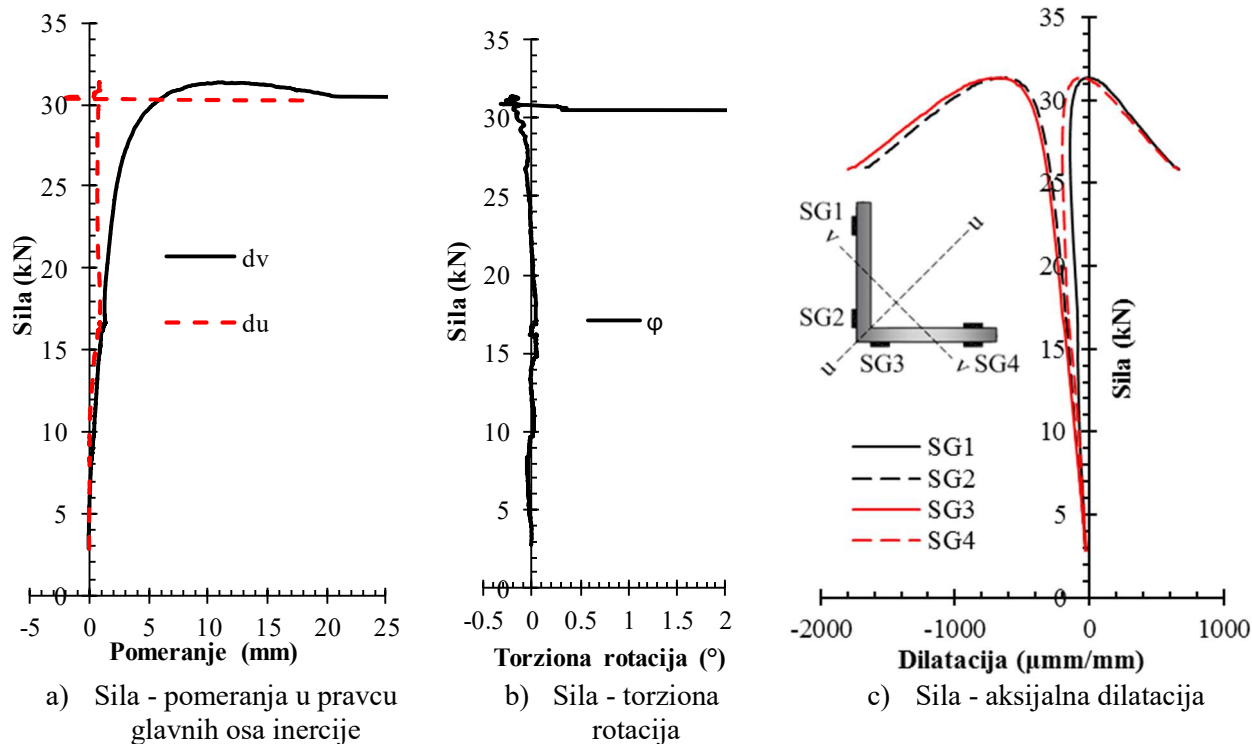 35
30
25
20
15
10
5
0
Sila (kN)
dv
du
-5 0 5 10 15 20 25
Pomeranje (mm)
a) Sila - pomeranja u pravcu
glavnih osa inercije
35
30
25
20
15
10
5
0
Sila (kN)
φ
-0.5 0 0.5 1 1.5 2
Torziona rotacija (°)
b) Sila - torziona
rotacija
35
30
25
20
15
10
5
0
Sila (kN)
SG1
v
u
SG2
u
SG3
v
SG4
SG1
SG2
SG3
SG4
-2000 -1000 0 1000
Dilatacija (µmm/mm)
c) Sila - aksijalna dilatacija